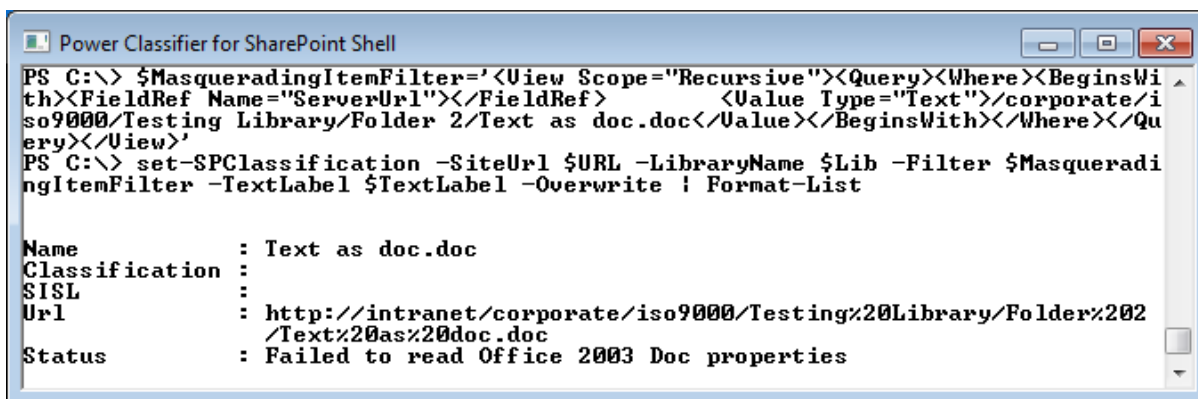 Power Classifier for SharePoint Shell
PS C:\> $MasqueradingItemFilter='<View Scope="Recursive"><Query><Where><BeginsWi
th><FieldRef Name="ServerUrl"></FieldRef>        <Value Type="Text">/corporate/i
so9000/Testing Library/Folder 2/Text as doc.doc</Value></BeginsWith></Where></Qu
ery></View>'
PS C:\> set-SPClassification -SiteUrl $URL -LibraryName $Lib -Filter $Masqueradi
ngItemFilter -TextLabel $TextLabel -Overwrite | Format-List
Name           : Text as doc.doc
Classification :
SISL           :
Url            : http://intranet/corporate/iso9000/Testing%20Library/Folder%202
                 /Text%20as%20doc.doc
Status         : Failed to read Office 2003 Doc properties